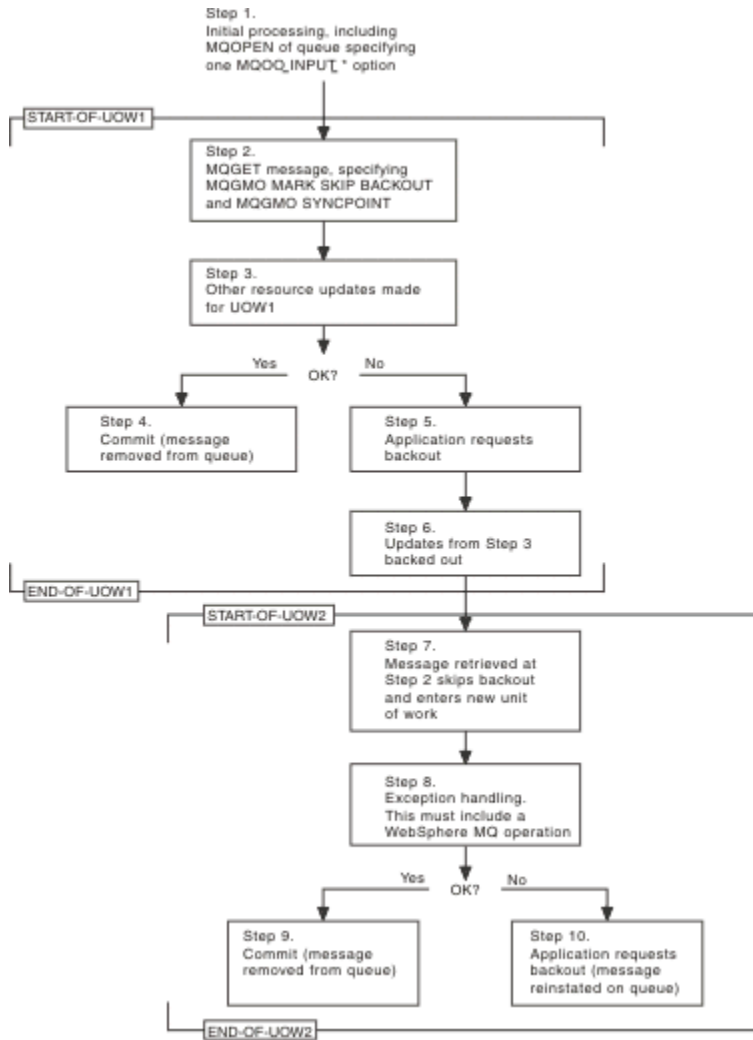 Step 1.
Initial processing, including
MQOPEN of queue specifying
one MQOO_INPUT_* option
START-OF-UOW1
Step 2.
MQGET message, specifying
MQGMO MARK SKIP BACKOUT
and MQGMO SYNCPOINT
Step 3.
Other resource updates made
for UOW1
Yes
OK?
No
Step 4.
Commit (message
removed from queue)
Step 5.
Application requests
backout
Step 6.
Updates from Step 3
backed out
END-OF-UOW1
START-OF-UOW2
Step 7.
Message retrieved at
Step 2 skips backout
and enters new unit
of work
Step 8.
Exception handling.
This must include a
WebSphere MQ operation
Yes
OK?
No
Step 9.
Commit (message
removed from queue)
Step 10.
Application requests
backout (message
reinstated on queue)
END-OF-UOW2